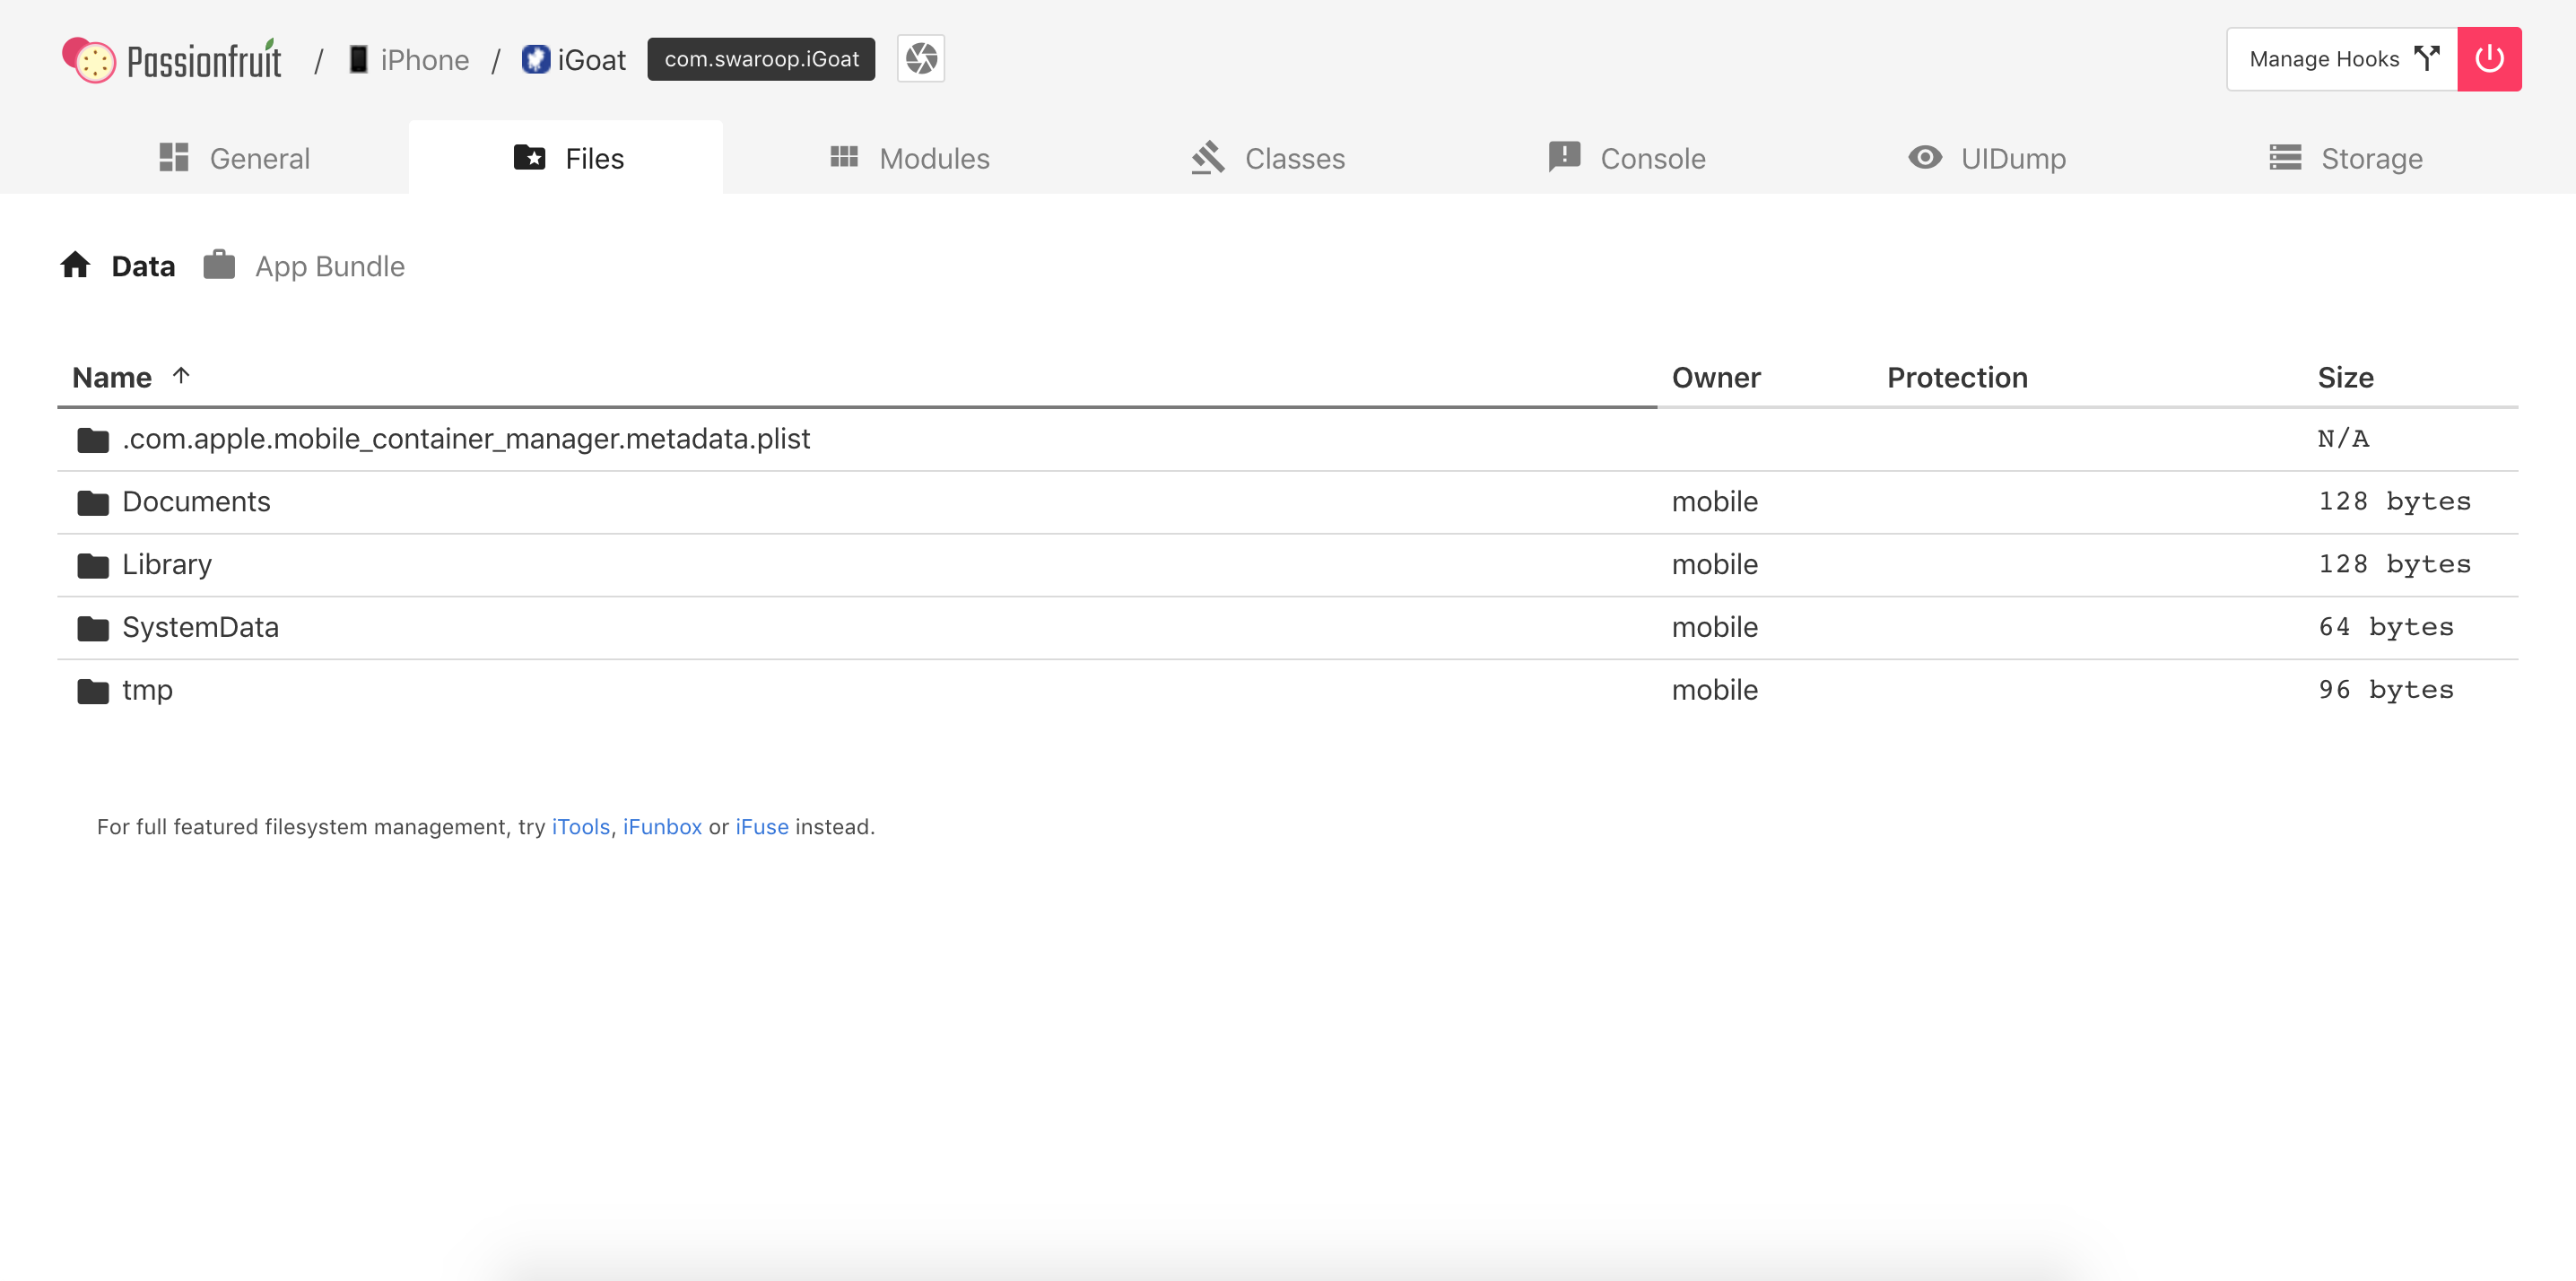 Passionfruit / iPhone / iGoat com.swaroop.iGoat Manage Hooks
General Files Modules Classes Console UIDump Storage
Data App Bundle
Name ↑ Owner Protection Size
.com.apple.mobile_container_manager.metadata.plist N/A
Documents mobile 128 bytes
Library mobile 128 bytes
SystemData mobile 64 bytes
tmp mobile 96 bytes
For full featured filesystem management, try iTools, iFunbox or iFuse instead.